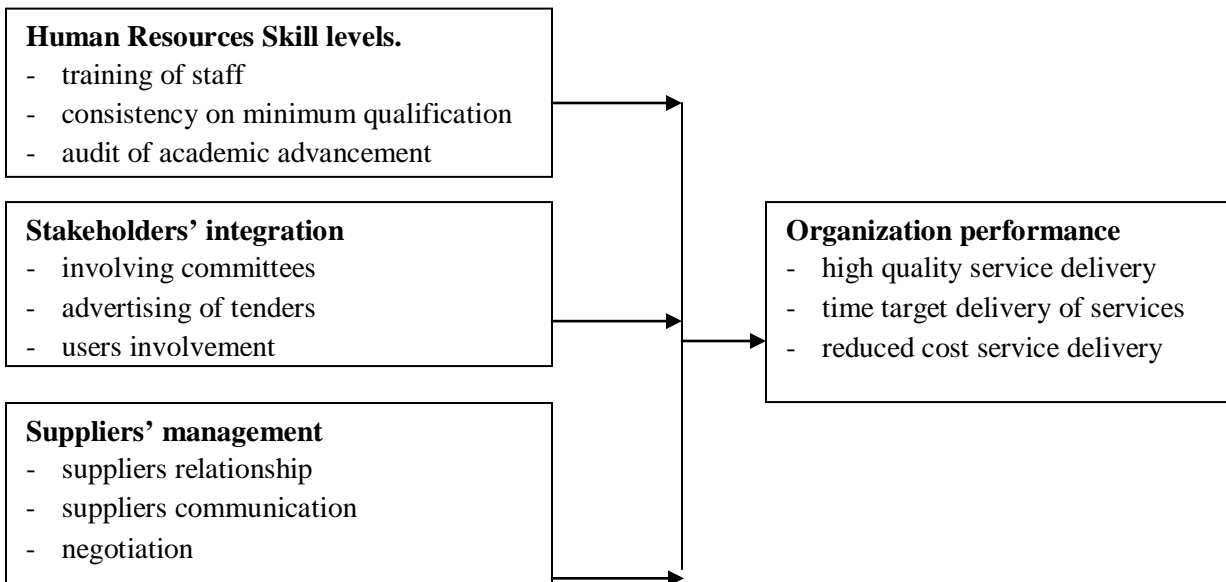 Human Resources Skill levels.
- training of staff
- consistency on minimum qualification
- audit of academic advancement
Stakeholders’ integration
- involving committees
- advertising of tenders
- users involvement
Suppliers’ management
- suppliers relationship
- suppliers communication
- negotiation
Organization performance
- high quality service delivery
- time target delivery of services
- reduced cost service delivery